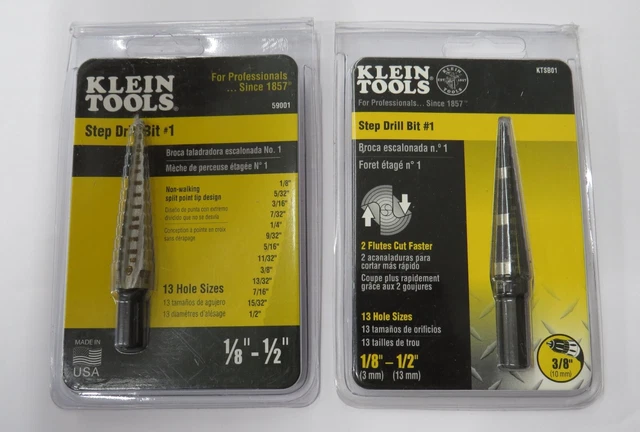 KLEIN
TOOLS
For Professionals
... Since 1857
59001
Step Drill Bit #1
Broca taladradora escalonada No. 1
Mèche de perceuse étagée N° 1
Non-walking
split point tip design
1/8"
5/32"
3/16"
7/32"
1/4"
9/32"
5/16"
11/32"
3/8"
13/32"
7/16"
15/32"
1/2"
13 Hole Sizes
13 tamaños de agujero
13 diamètres d'alésage
MADE IN
USA
1/8" - 1/2"
KLEIN
TOOLS
KLEIN
TOOLS
KTSB01
For Professionals... Since 1857
Step Drill Bit #1
Broca escalonada n.° 1
Foret étagé n° 1
2 Flutes Cut Faster
2 acanaladuras para
cortar más rápido
Coupe plus rapidement
grâce aux 2 goujures
13 Hole Sizes
13 tamaños de orificios
13 tailles de trou
1/8" – 1/2"
(3 mm) (13 mm)
3/8"
(10 mm)